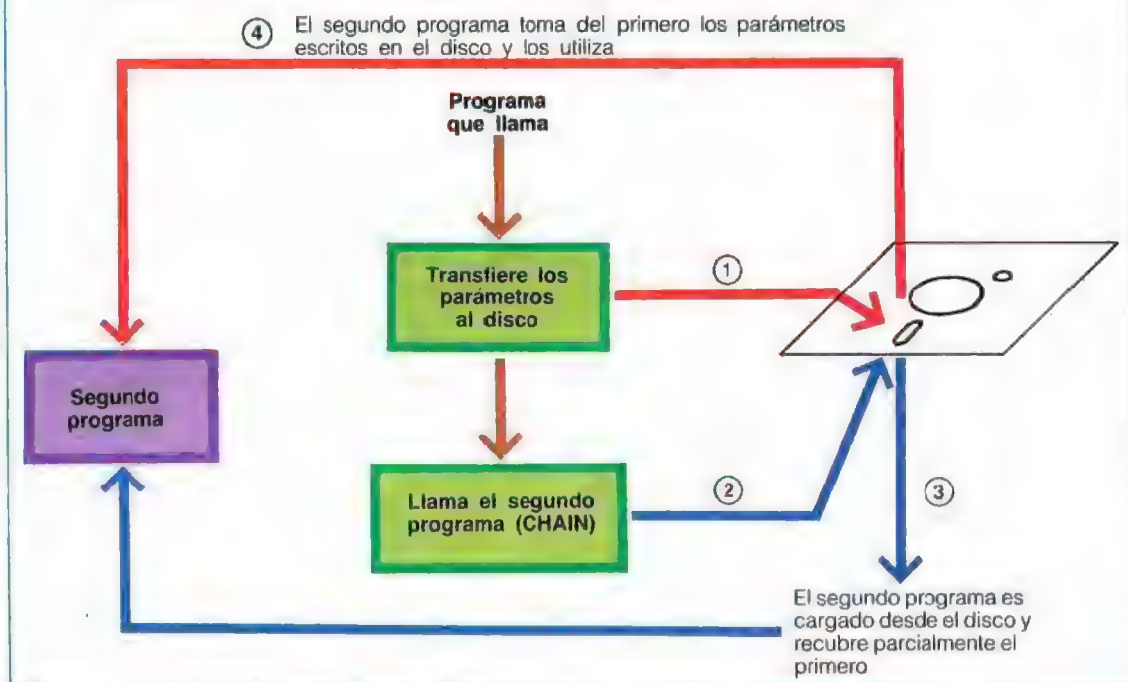 ④ El segundo programa toma del primero los parámetros
escritos en el disco y los utiliza
Programa
que llama
Transfiere los
parámetros
al disco
①
Segundo
programa
Llama el segundo
programa (CHAIN)
②
③
El segundo programa es
cargado desde el disco y
recubre parcialmente el
primero